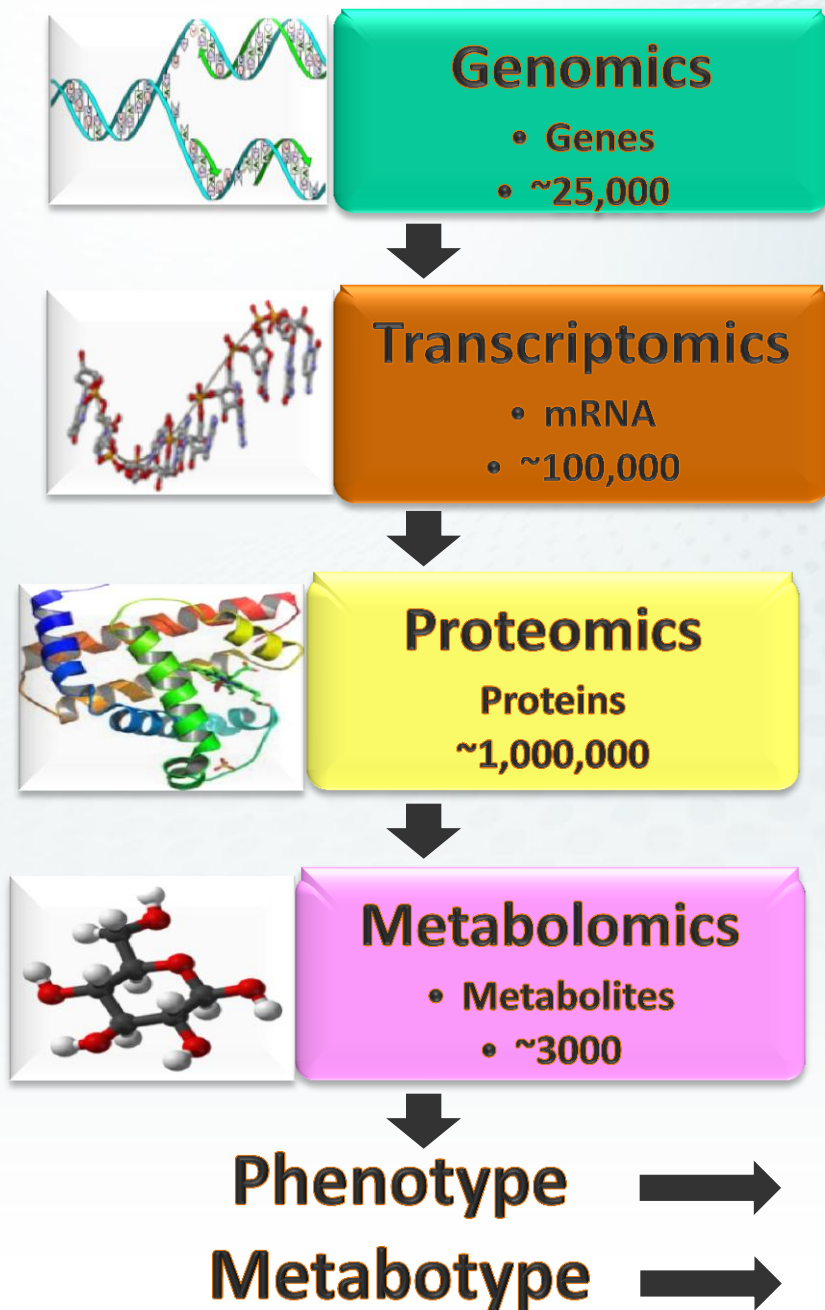 Genomics
• Genes
• ~25,000
Transcriptomics
• mRNA
• ~100,000
Proteomics
Proteins
~1,000,000
Metabolomics
• Metabolites
• ~3000
Phenotype
Metabotype